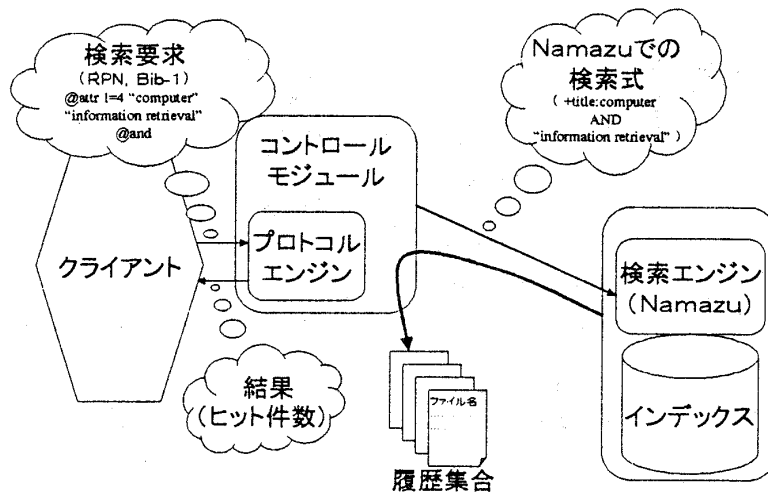 検索要求
(RPN, Bib-1)
@attr 1=4 "computer"
"information retrieval"
@and
Namazuでの
検索式
( +title:computer
AND
"information retrieval" )
コントロール
モジュール
プロトコル
エンジン
クライアント
検索エンジン
(Namazu)
インデックス
結果
(ヒット件数)
ファイル名
履歴集合